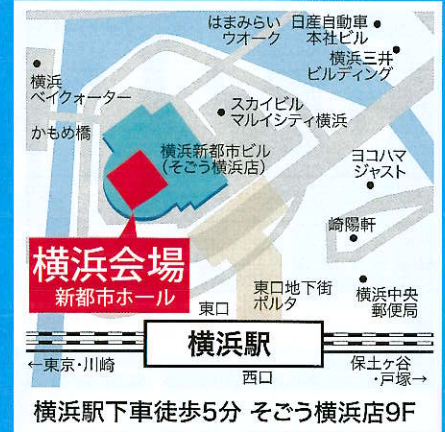 はまみらい
ウオーク
日産自動車
本社ビル
横浜三井
ビルディング
横浜
ベイクォーター
スカイビル
マルイシティ横浜
かもめ橋
横浜新都市ビル
(そごう横浜店)
ヨコハマ
ジャスト
崎陽軒
横浜会場
新都市ホール
東口地下街
ポルタ
横浜中央
郵便局
東口
横浜駅
←東京・川崎
西口
保土ヶ谷
・戸塚→
横浜駅下車徒歩5分 そごう横浜店9F